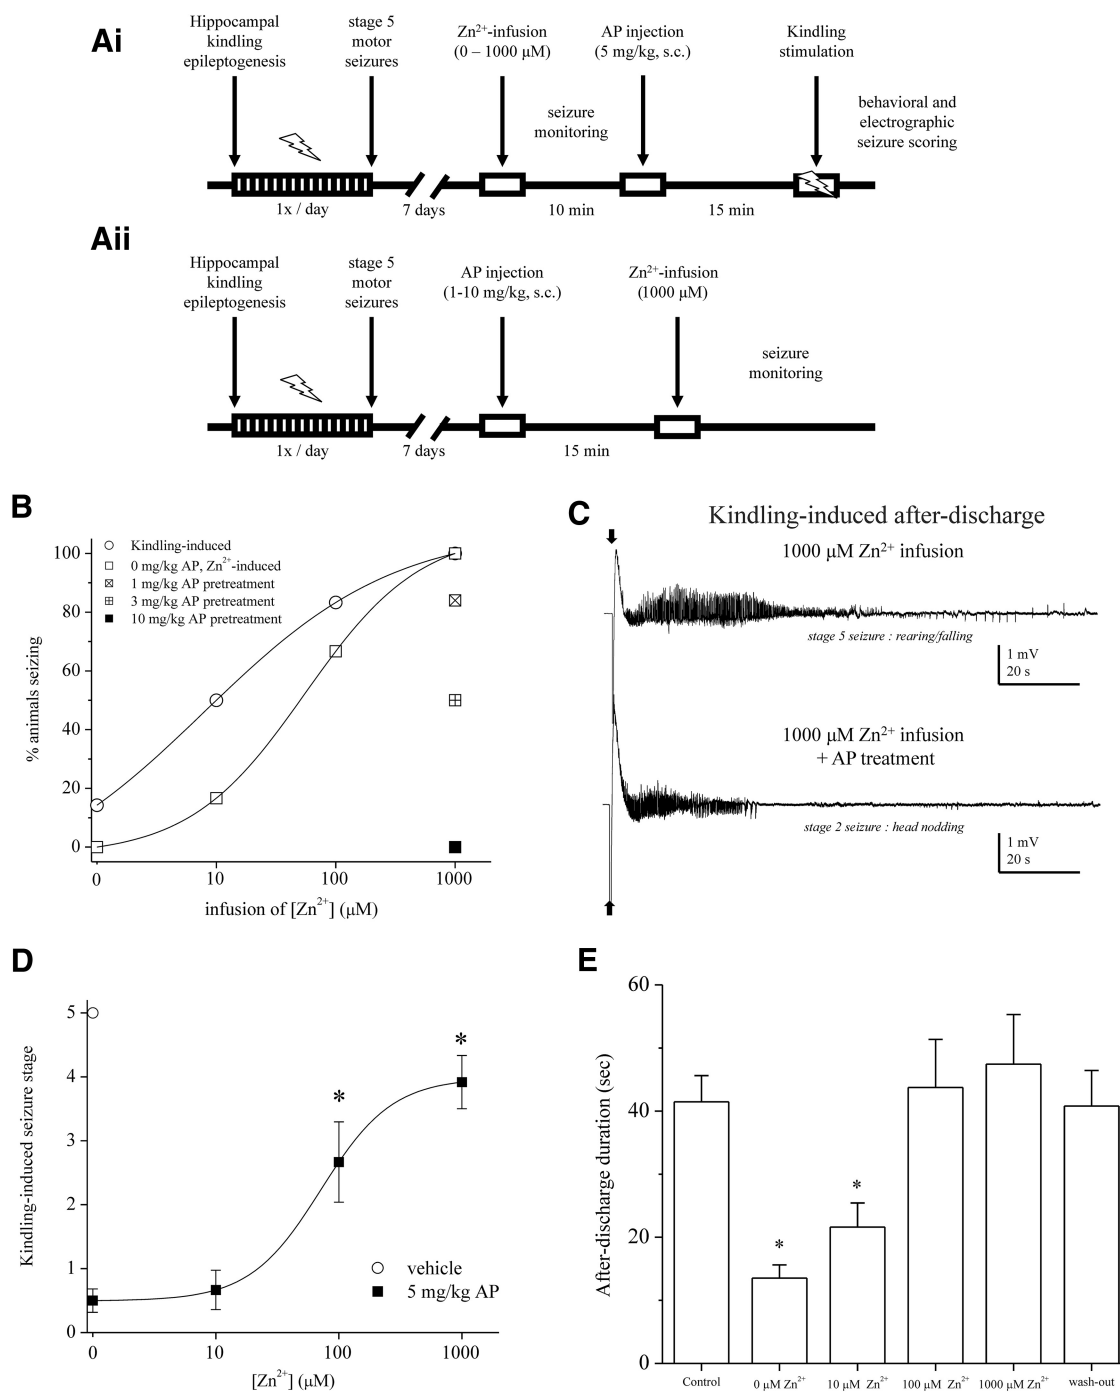 Ai
Hippocampal
kindling
epileptogenesis
stage 5
motor
seizures
Zn²⁺-infusion
(0 – 1000 μM)
AP injection
(5 mg/kg, s.c.)
Kindling
stimulation
seizure
monitoring
behavioral and
electrographic
seizure scoring
1x / day
7 days
10 min
15 min
Aii
Hippocampal
kindling
epileptogenesis
stage 5
motor
seizures
AP injection
(1-10 mg/kg, s.c.)
Zn²⁺-infusion
(1000 μM)
seizure
monitoring
1x / day
7 days
15 min
B
% animals seizing
100
80
60
40
20
0
Kindling-induced
0 mg/kg AP, Zn²⁺-induced
1 mg/kg AP pretreatment
3 mg/kg AP pretreatment
10 mg/kg AP pretreatment
0 10 100 1000
infusion of [Zn²⁺] (μM)
C
Kindling-induced after-discharge
1000 μM Zn²⁺ infusion
stage 5 seizure : rearing/falling
1 mV
20 s
1000 μM Zn²⁺ infusion
+ AP treatment
stage 2 seizure : head nodding
1 mV
20 s
D
Kindling-induced seizure stage
5
4
3
2
1
0
*
*
vehicle
5 mg/kg AP
0 10 100 1000
[Zn²⁺] (μM)
E
After-discharge duration (sec)
60
40
20
0
*
*
Control 0 μM Zn²⁺ 10 μM Zn²⁺ 100 μM Zn²⁺ 1000 μM Zn²⁺ wash-out